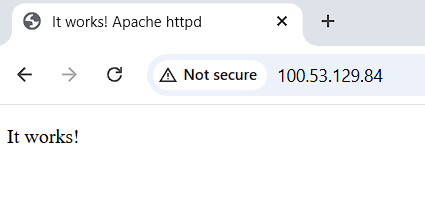 It works! Apache httpd
Not secure 100.53.129.84
It works!